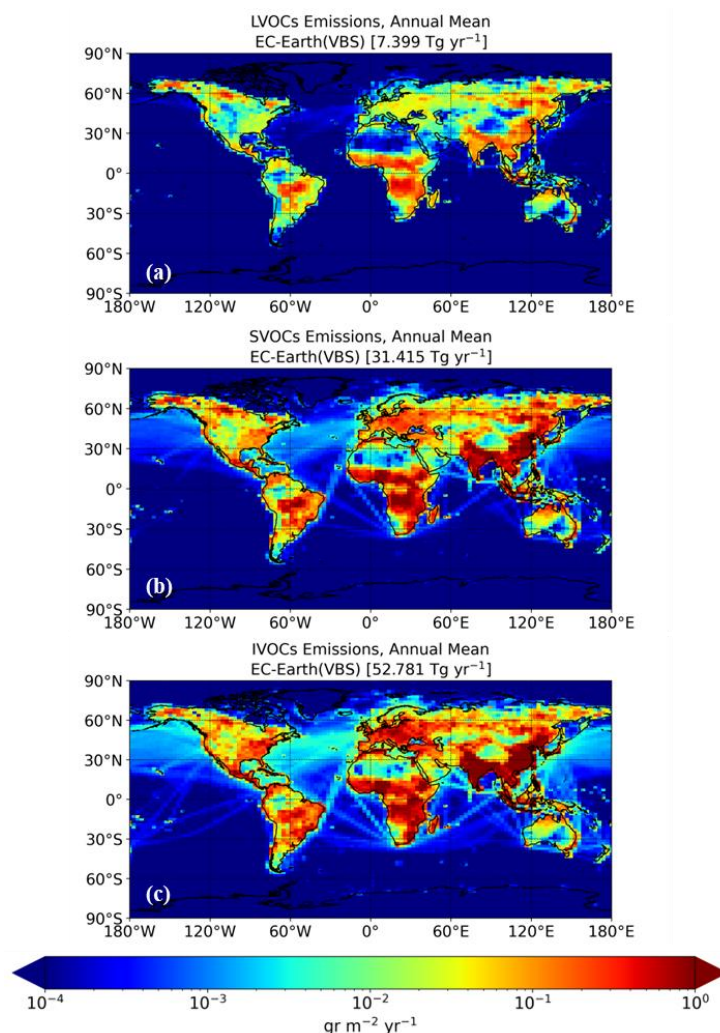 LVOCs Emissions, Annual Mean
EC-Earth(VBS) [7.399 Tg yr⁻¹]
90°N
60°N
30°N
0°
30°S
60°S
90°S
(a)
180°W 120°W 60°W 0° 60°E 120°E 180°E
SVOCs Emissions, Annual Mean
EC-Earth(VBS) [31.415 Tg yr⁻¹]
90°N
60°N
30°N
0°
30°S
60°S
90°S
(b)
180°W 120°W 60°W 0° 60°E 120°E 180°E
IVOCs Emissions, Annual Mean
EC-Earth(VBS) [52.781 Tg yr⁻¹]
90°N
60°N
30°N
0°
30°S
60°S
90°S
(c)
180°W 120°W 60°W 0° 60°E 120°E 180°E
10⁻⁴ 10⁻³ 10⁻² 10⁻¹ 10⁰
gr m⁻² yr⁻¹